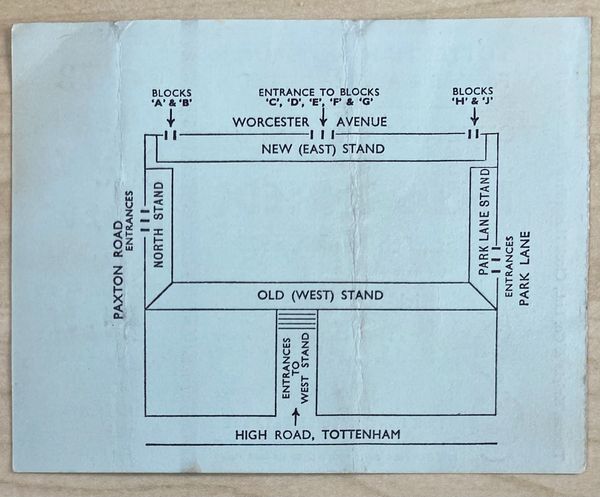 BLOCKS
'A' & 'B'
ENTRANCE TO BLOCKS
'C', 'D', 'E', 'F' & 'G'
BLOCKS
'H' & 'J'
WORCESTER AVENUE
NEW (EAST) STAND
PAXTON ROAD
ENTRANCES
NORTH STAND
PARK LANE STAND
ENTRANCES
PARK LANE
OLD (WEST) STAND
ENTRANCES
TO
WEST STAND
HIGH ROAD, TOTTENHAM